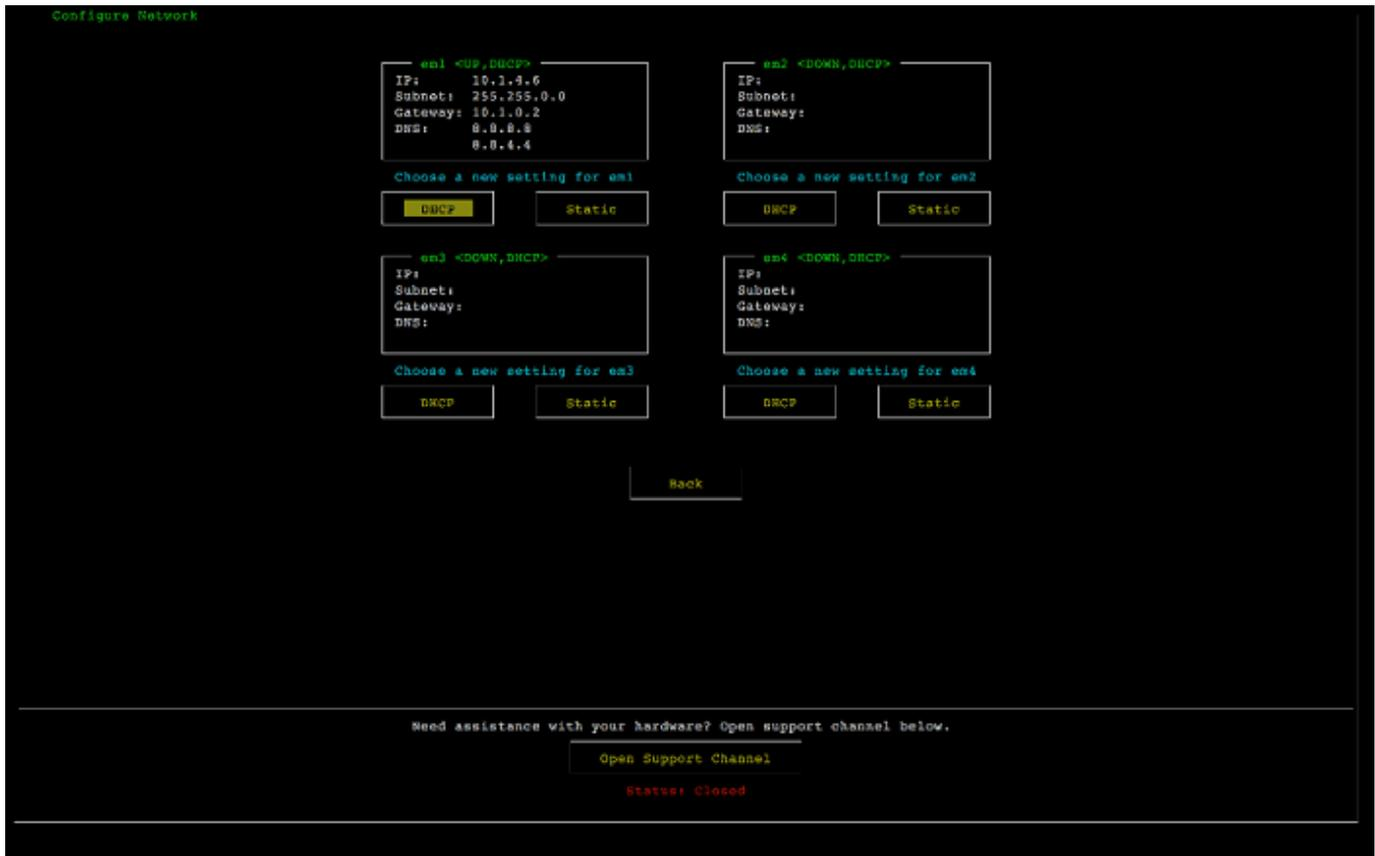 Configure Network
em1 <UP,DHCP>
IP: 10.1.4.6
Subnet: 255.255.0.0
Gateway: 10.1.0.2
DNS: 8.8.8.8
8.8.4.4
Choose a new setting for em1
DHCP Static
em2 <DOWN,DHCP>
IP:
Subnet:
Gateway:
DNS:
Choose a new setting for em2
DHCP Static
em3 <DOWN,DHCP>
IP:
Subnet:
Gateway:
DNS:
Choose a new setting for em3
DHCP Static
em4 <DOWN,DHCP>
IP:
Subnet:
Gateway:
DNS:
Choose a new setting for em4
DHCP Static
Back
Need assistance with your hardware? Open support channel below.
Open Support Channel
Status: Closed